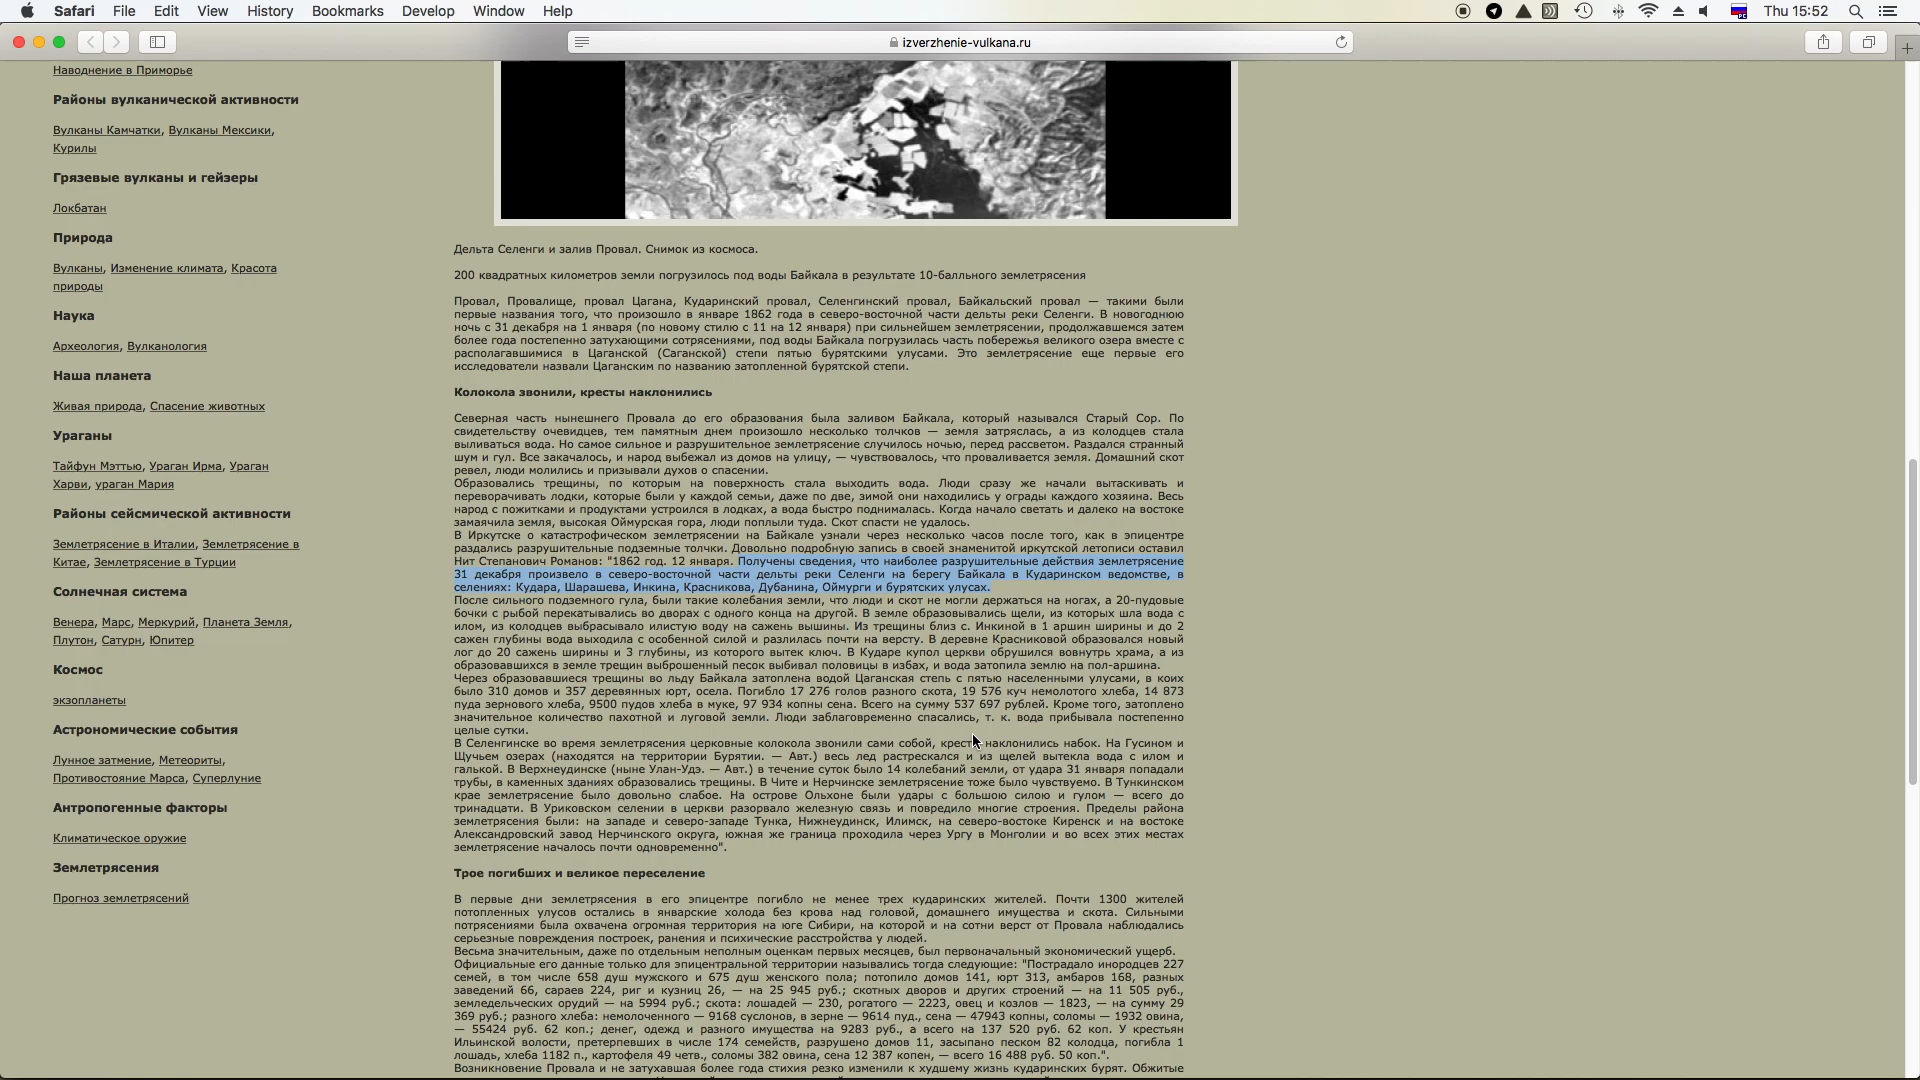 Safari File Edit View History Bookmarks Develop Window Help Thu 15:52
izverzhenie-vulkana.ru
Наводнение в Приморье
Районы вулканической активности
Вулканы Камчатки, Вулканы Мексики,
Курилы
Грязевые вулканы и гейзеры
Локбатан
Природа
Вулканы, Изменение климата, Красота
природы
Наука
Археология, Вулканология
Наша планета
Живая природа, Спасение животных
Ураганы
Тайфун Мэттью, Ураган Ирма, Ураган
Харви, ураган Мария
Районы сейсмической активности
Землетрясение в Италии, Землетрясение в
Китае, Землетрясение в Турции
Солнечная система
Венера, Марс, Меркурий, Планета Земля,
Плутон, Сатурн, Юпитер
Космос
экзопланеты
Астрономические события
Лунное затмение, Метеориты,
Противостояние Марса, Суперлуние
Антропогенные факторы
Климатическое оружие
Землетрясения
Прогноз землетрясений
Дельта Селенги и залив Провал. Снимок из космоса.
200 квадратных километров земли погрузилось под воды Байкала в результате 10-балльного землетрясения
Провал, Провалище, провал Цагана, Кударинский провал, Селенгинский провал, Байкальский провал — такими были
первые названия того, что произошло в январе 1862 года в северо-восточной части дельты реки Селенги. В новогоднюю
ночь с 31 декабря на 1 января (по новому стилю с 11 на 12 января) при сильнейшем землетрясении, продолжавшемся затем
более года постепенно затухающими сотрясениями, под воды Байкала погрузилась часть побережья великого озера вместе с
располагавшимися в Цаганской (Саганской) степи пятью бурятскими улусами. Это землетрясение еще первые его
исследователи назвали Цаганским по названию затопленной бурятской степи.
Колокола звонили, кресты наклонились
Северная часть нынешнего Провала до его образования была заливом Байкала, который назывался Старый Сор. По
свидетельству очевидцев, тем памятным днем произошло несколько толчков — земля затряслась, а из колодцев стала
выливаться вода. Но самое сильное и разрушительное землетрясение случилось ночью, перед рассветом. Раздался странный
шум и гул. Все закачалось, и народ выбежал из домов на улицу, — чувствовалось, что проваливается земля. Домашний скот
ревел, люди молились и призывали духов о спасении.
Образовались трещины, по которым на поверхность стала выходить вода. Люди сразу же начали вытаскивать и
переворачивать лодки, которые были у каждой семьи, даже по две, зимой они находились у ограды каждого хозяина. Весь
народ с пожитками и продуктами устроился в лодках, а вода быстро поднималась. Когда начало светать и далеко на востоке
замаячила земля, высокая Оймурская гора, люди поплыли туда. Скот спасти не удалось.
В Иркутске о катастрофическом землетрясении на Байкале узнали через несколько часов после того, как в эпицентре
раздались разрушительные подземные толчки. Довольно подробную запись в своей знаменитой иркутской летописи оставил
Нит Степанович Романов: "1862 год. 12 января. Получены сведения, что наиболее разрушительные действия землетрясение
31 декабря произвело в северо-восточной части дельты реки Селенги на берегу Байкала в Кударинском ведомстве, в
селениях: Кудара, Шарашева, Инкина, Красникова, Дубанина, Оймурги и бурятских улусах.
После сильного подземного гула, были такие колебания земли, что люди и скот не могли держаться на ногах, а 20-пудовые
бочки с рыбой перекатывались во дворах с одного конца на другой. В земле образовывались щели, из которых шла вода с
илом, из колодцев выбрасывало илистую воду на сажень вышины. Из трещины близ с. Инкиной в 1 аршин ширины и до 2
сажен глубины вода выходила с особенной силой и разлилась почти на версту. В деревне Красниковой образовался новый
лог до 20 сажень ширины и 3 глубины, из которого вытек ключ. В Кударе купол церкви обрушился вовнутрь храма, а из
образовавшихся в земле трещин выброшенный песок выбивал половицы в избах, и вода затопила землю на пол-аршина.
Через образовавшиеся трещины во льду Байкала затоплена водой Цаганская степь с пятью населенными улусами, в коих
было 310 домов и 357 деревянных юрт, осела. Погибло 17 276 голов разного скота, 19 576 куч немолотого хлеба, 14 873
пуда зернового хлеба, 9500 пудов хлеба в муке, 97 934 копны сена. Всего на сумму 537 697 рублей. Кроме того, затоплено
значительное количество пахотной и луговой земли. Люди заблаговременно спасались, т. к. вода прибывала постепенно
целые сутки.
В Селенгинске во время землетрясения церковные колокола звонили сами собой, кресты наклонились набок. На Гусином и
Щучьем озерах (находятся на территории Бурятии. — Авт.) весь лед растрескался и из щелей вытекла вода с илом и
галькой. В Верхнеудинске (ныне Улан-Удэ. — Авт.) в течение суток было 14 колебаний земли, от удара 31 января попадали
трубы, в каменных зданиях образовались трещины. В Чите и Нерчинске землетрясение тоже было чувствуемо. В Тункинском
крае землетрясение было довольно слабое. На острове Ольхоне были удары с большою силою и гулом — всего до
тринадцати. В Уриковском селении в церкви разорвало железную связь и повредило многие строения. Пределы района
землетрясения были: на западе и северо-западе Тунка, Нижнеудинск, Илимск, на северо-востоке Киренск и на востоке
Александровский завод Нерчинского округа, южная же граница проходила через Ургу в Монголии и во всех этих местах
землетрясение началось почти одновременно".
Трое погибших и великое переселение
В первые дни землетрясения в его эпицентре погибло не менее трех кударинских жителей. Почти 1300 жителей
потопленных улусов остались в январские холода без крова над головой, домашнего имущества и скота. Сильными
потрясениями была охвачена огромная территория на юге Сибири, на которой и на сотни верст от Провала наблюдались
серьезные повреждения построек, ранения и психические расстройства у людей.
Весьма значительным, даже по отдельным неполным оценкам первых месяцев, был первоначальный экономический ущерб.
Официальные его данные только для эпицентральной территории назывались тогда следующие: "Пострадало инородцев 227
семей, в том числе 658 душ мужского и 675 душ женского пола; потопило домов 141, юрт 313, амбаров 168, разных
заведений 66, сараев 224, риг и кузниц 26, — на 25 945 руб.; скотных дворов и других строений — на 11 505 руб.,
земледельческих орудий — на 5994 руб.; скота: лошадей — 230, рогатого — 2223, овец и козлов — 1823, — на сумму 29
369 руб.; разного хлеба: немолоченного — 9168 суслонов, в зерне — 9614 пуд., сена — 47943 копны, соломы — 1932 овина,
— 55424 руб. 62 коп.; денег, одежд и разного имущества на 9283 руб., а всего на 137 520 руб. 62 коп. У крестьян
Ильинской волости, претерпевших в числе 174 семейств, разрушено домов 11, засыпано песком 82 колодца, погибла 1
лошадь, хлеба 1182 п., картофеля 49 четв., соломы 382 овина, сена 12 387 копен, — всего 16 488 руб. 50 коп.".
Возникновение Провала и не затухавшая более года стихия резко изменили к худшему жизнь кударинских бурят. Обжитые